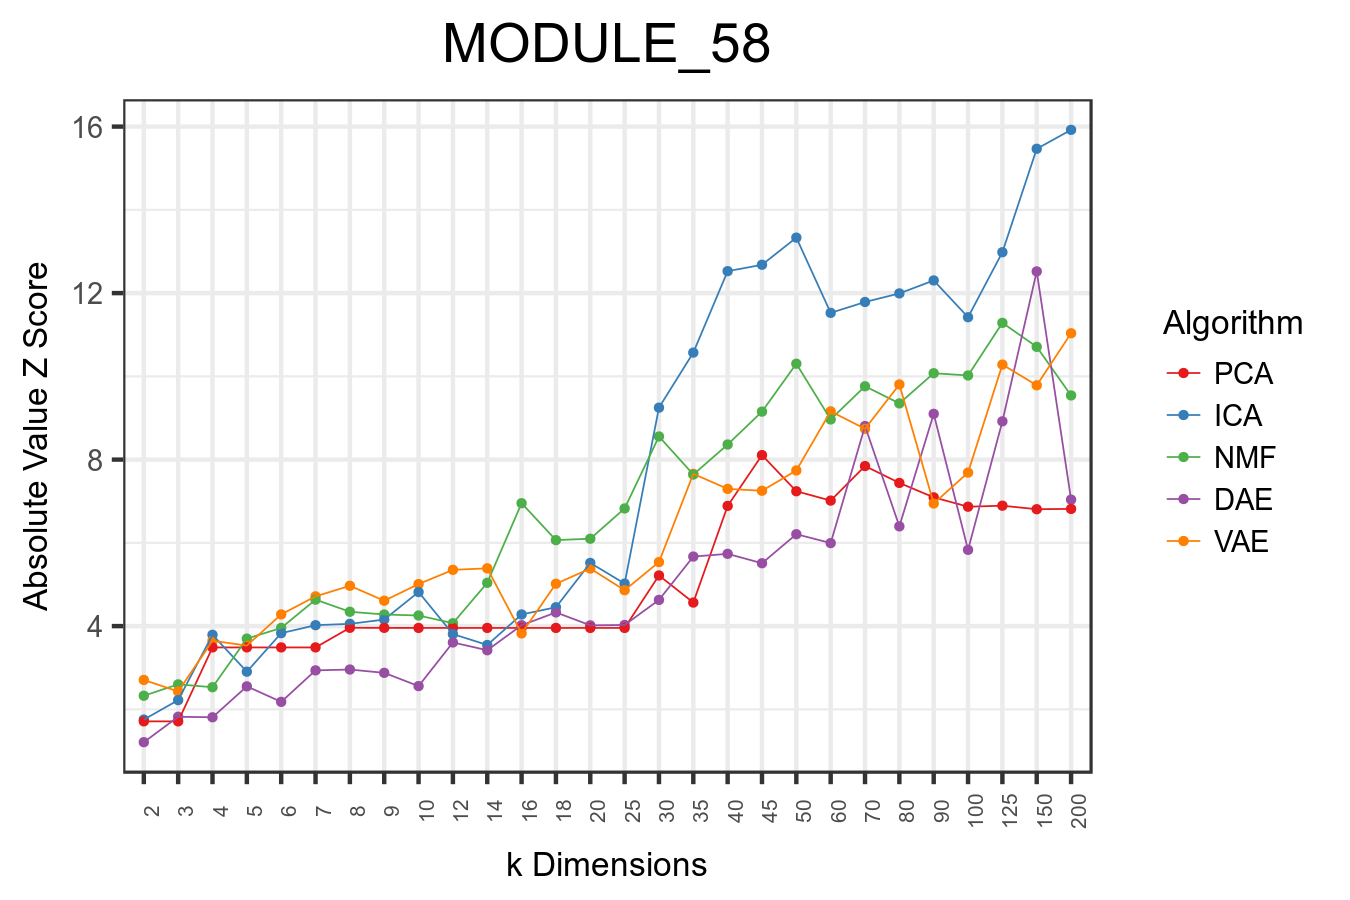 MODULE_58
Absolute Value Z Score
16
12
8
4
2 3 4 5 6 7 8 9 10 12 14 16 18 20 25 30 35 40 45 50 60 70 80 90 100 125 150 200
k Dimensions
Algorithm
PCA
ICA
NMF
DAE
VAE